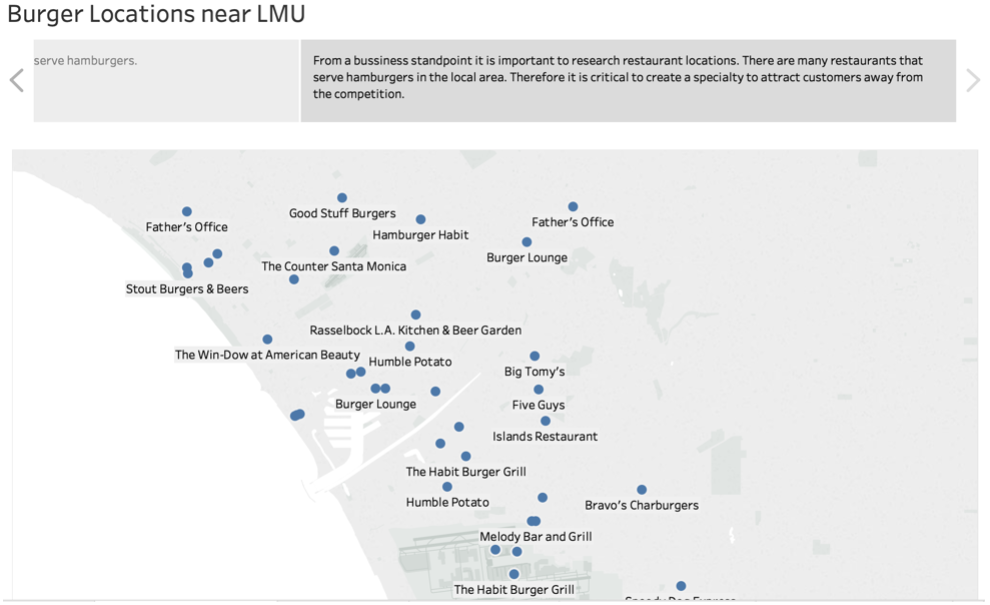 Burger Locations near LMU
serve hamburgers.
From a bussiness standpoint it is important to research restaurant locations. There are many restaurants that
serve hamburgers in the local area. Therefore it is critical to create a specialty to attract customers away from
the competition.
Father's Office
Good Stuff Burgers
Hamburger Habit
Father's Office
Burger Lounge
The Counter Santa Monica
Stout Burgers & Beers
Rasselbock L.A. Kitchen & Beer Garden
The Win-Dow at American Beauty
Humble Potato
Big Tomy's
Burger Lounge
Five Guys
Islands Restaurant
The Habit Burger Grill
Humble Potato
Bravo's Charburgers
Melody Bar and Grill
The Habit Burger Grill